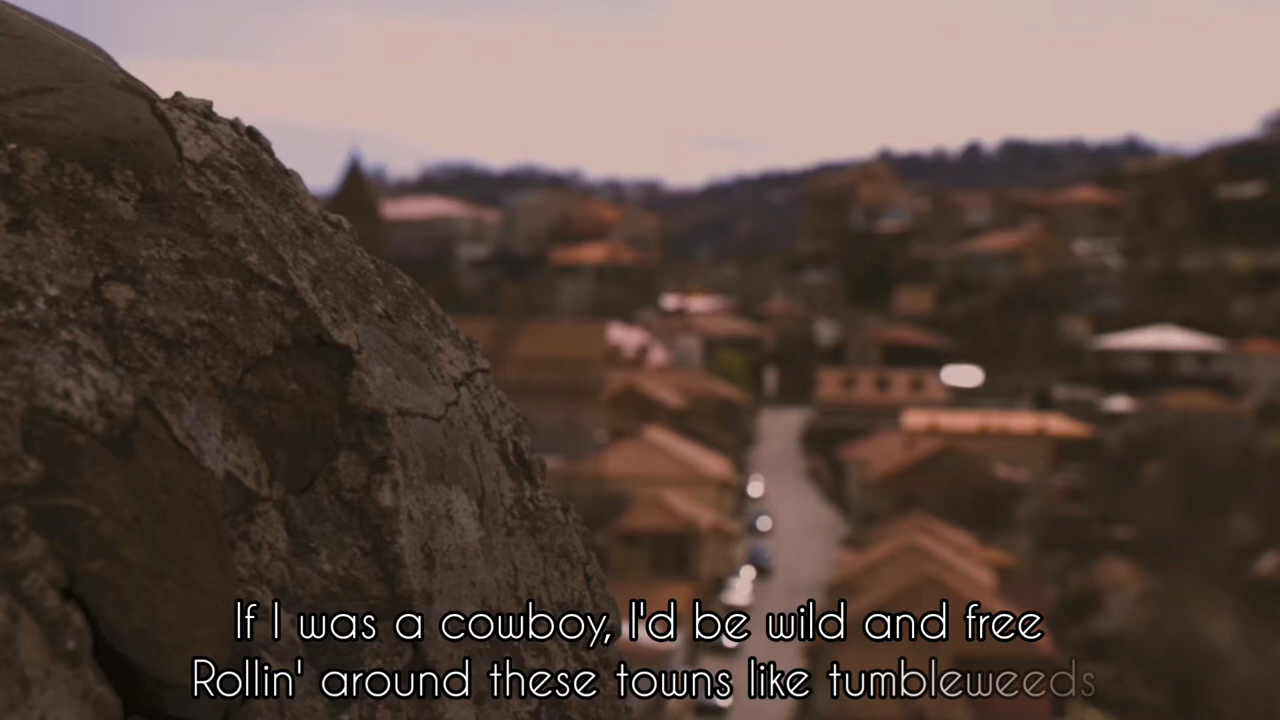 If I was a cowboy, I'd be wild and free
Rollin' around these towns like tumbleweeds